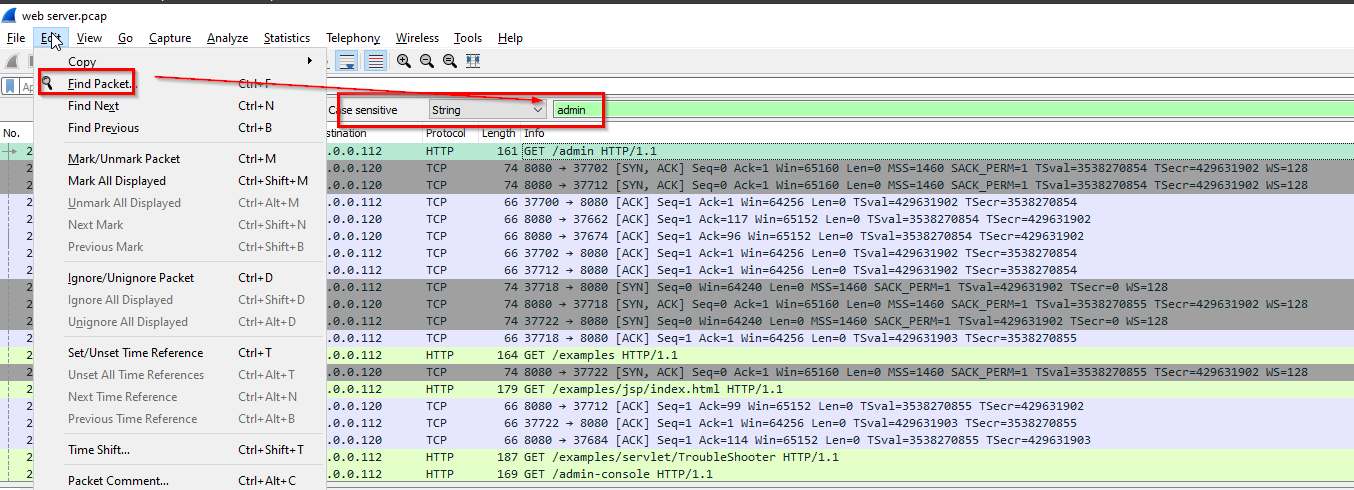 web server.pcap
File Edit View Go Capture Analyze Statistics Telephony Wireless Tools Help
Copy
Find Packet... Ctrl+F
Find Next Ctrl+N
Find Previous Ctrl+B
Mark/Unmark Packet Ctrl+M
Mark All Displayed Ctrl+Shift+M
Unmark All Displayed Ctrl+Alt+M
Next Mark Ctrl+Shift+N
Previous Mark Ctrl+Shift+B
Ignore/Unignore Packet Ctrl+D
Ignore All Displayed Ctrl+Shift+D
Unignore All Displayed Ctrl+Alt+D
Set/Unset Time Reference Ctrl+T
Unset All Time References Ctrl+Alt+T
Next Time Reference Ctrl+Alt+N
Previous Time Reference Ctrl+Alt+B
Time Shift... Ctrl+Shift+T
Packet Comment... Ctrl+Alt+C
Case sensitive String admin
No. stination Protocol Length Info
2 .0.0.112 HTTP 161 GET /admin HTTP/1.1
2 .0.0.120 TCP 74 8080 → 37702 [SYN, ACK] Seq=0 Ack=1 Win=65160 Len=0 MSS=1460 SACK_PERM=1 TSval=3538270854 TSecr=429631902 WS=128
2 .0.0.120 TCP 74 8080 → 37712 [SYN, ACK] Seq=0 Ack=1 Win=65160 Len=0 MSS=1460 SACK_PERM=1 TSval=3538270854 TSecr=429631902 WS=128
2 .0.0.112 TCP 66 37700 → 8080 [ACK] Seq=1 Ack=1 Win=64256 Len=0 TSval=429631902 TSecr=3538270854
2 .0.0.120 TCP 66 8080 → 37662 [ACK] Seq=1 Ack=117 Win=65152 Len=0 TSval=3538270854 TSecr=429631902
2 .0.0.120 TCP 66 8080 → 37674 [ACK] Seq=1 Ack=96 Win=65152 Len=0 TSval=3538270854 TSecr=429631902
2 .0.0.112 TCP 66 37702 → 8080 [ACK] Seq=1 Ack=1 Win=64256 Len=0 TSval=429631902 TSecr=3538270854
2 .0.0.112 TCP 66 37712 → 8080 [ACK] Seq=1 Ack=1 Win=64256 Len=0 TSval=429631902 TSecr=3538270854
2 .0.0.112 TCP 74 37718 → 8080 [SYN] Seq=0 Win=64240 Len=0 MSS=1460 SACK_PERM=1 TSval=429631902 TSecr=0 WS=128
2 .0.0.120 TCP 74 8080 → 37718 [SYN, ACK] Seq=0 Ack=1 Win=65160 Len=0 MSS=1460 SACK_PERM=1 TSval=3538270855 TSecr=429631902 WS=128
2 .0.0.112 TCP 74 37722 → 8080 [SYN] Seq=0 Win=64240 Len=0 MSS=1460 SACK_PERM=1 TSval=429631902 TSecr=0 WS=128
2 .0.0.112 TCP 66 37718 → 8080 [ACK] Seq=1 Ack=1 Win=64256 Len=0 TSval=429631903 TSecr=3538270855
2 .0.0.112 HTTP 164 GET /examples HTTP/1.1
2 .0.0.120 TCP 74 8080 → 37722 [SYN, ACK] Seq=0 Ack=1 Win=65160 Len=0 MSS=1460 SACK_PERM=1 TSval=3538270855 TSecr=429631902 WS=128
2 .0.0.112 HTTP 179 GET /examples/jsp/index.html HTTP/1.1
2 .0.0.120 TCP 66 8080 → 37712 [ACK] Seq=1 Ack=99 Win=65152 Len=0 TSval=3538270855 TSecr=429631902
2 .0.0.112 TCP 66 37722 → 8080 [ACK] Seq=1 Ack=1 Win=64256 Len=0 TSval=429631903 TSecr=3538270855
2 .0.0.120 TCP 66 8080 → 37684 [ACK] Seq=1 Ack=114 Win=65152 Len=0 TSval=3538270855 TSecr=429631903
2 .0.0.112 HTTP 187 GET /examples/servlet/TroubleShooter HTTP/1.1
2 .0.0.112 HTTP 169 GET /admin-console HTTP/1.1